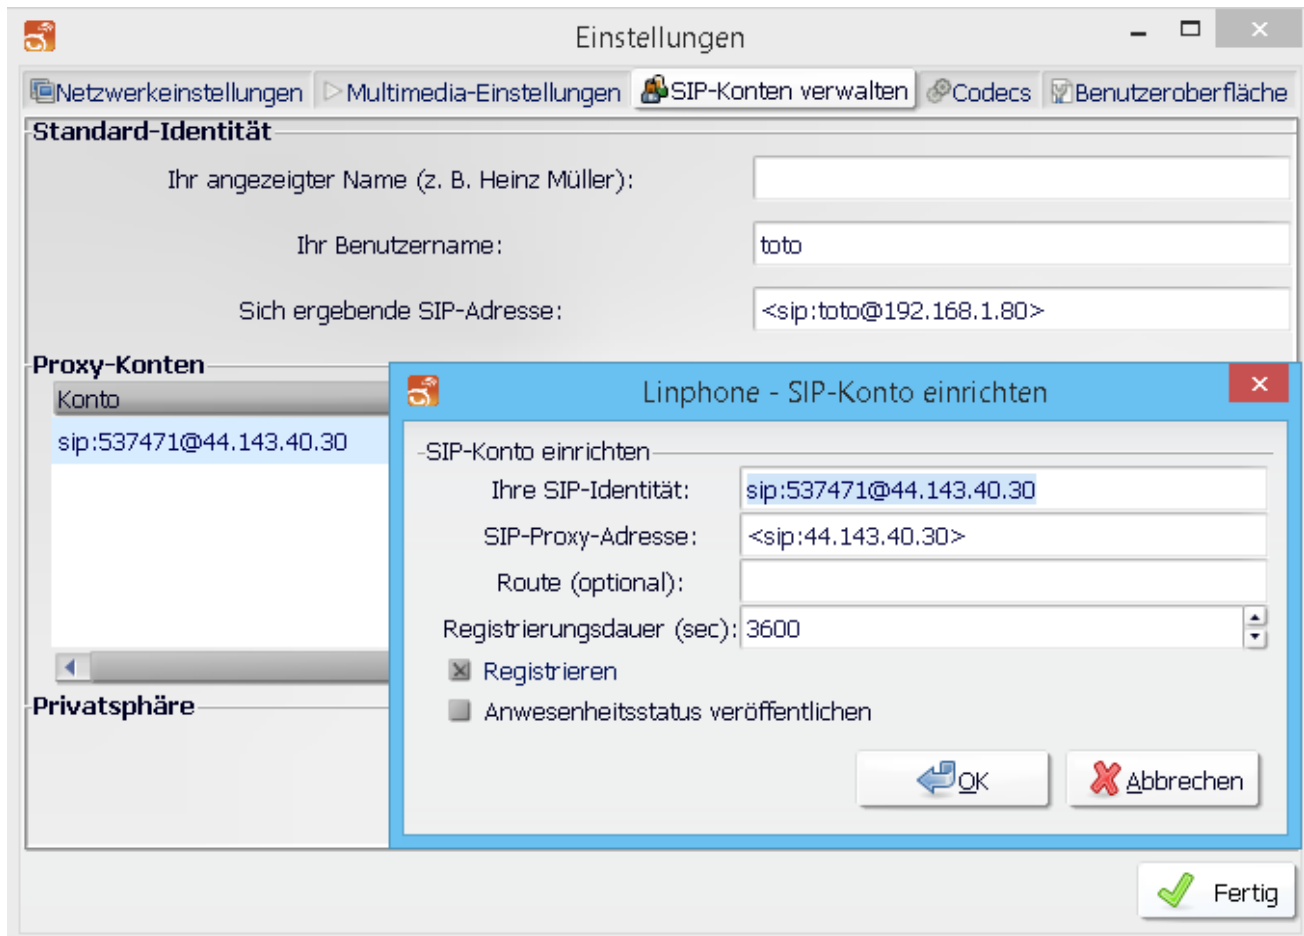 Einstellungen
Netzwerkeinstellungen Multimedia-Einstellungen SIP-Konten verwalten Codecs Benutzeroberfläche
Standard-Identität
Ihr angezeigter Name (z. B. Heinz Müller):
Ihr Benutzername: toto
Sich ergebende SIP-Adresse: <sip:toto@192.168.1.80>
Proxy-Konten
Konto
sip:537471@44.143.40.30
Linphone - SIP-Konto einrichten
SIP-Konto einrichten
Ihre SIP-Identität: sip:537471@44.143.40.30
SIP-Proxy-Adresse: <sip:44.143.40.30>
Route (optional):
Registrierungsdauer (sec): 3600
Registrieren
Anwesenheitsstatus veröffentlichen
OK Abbrechen
Privatsphäre
Fertig